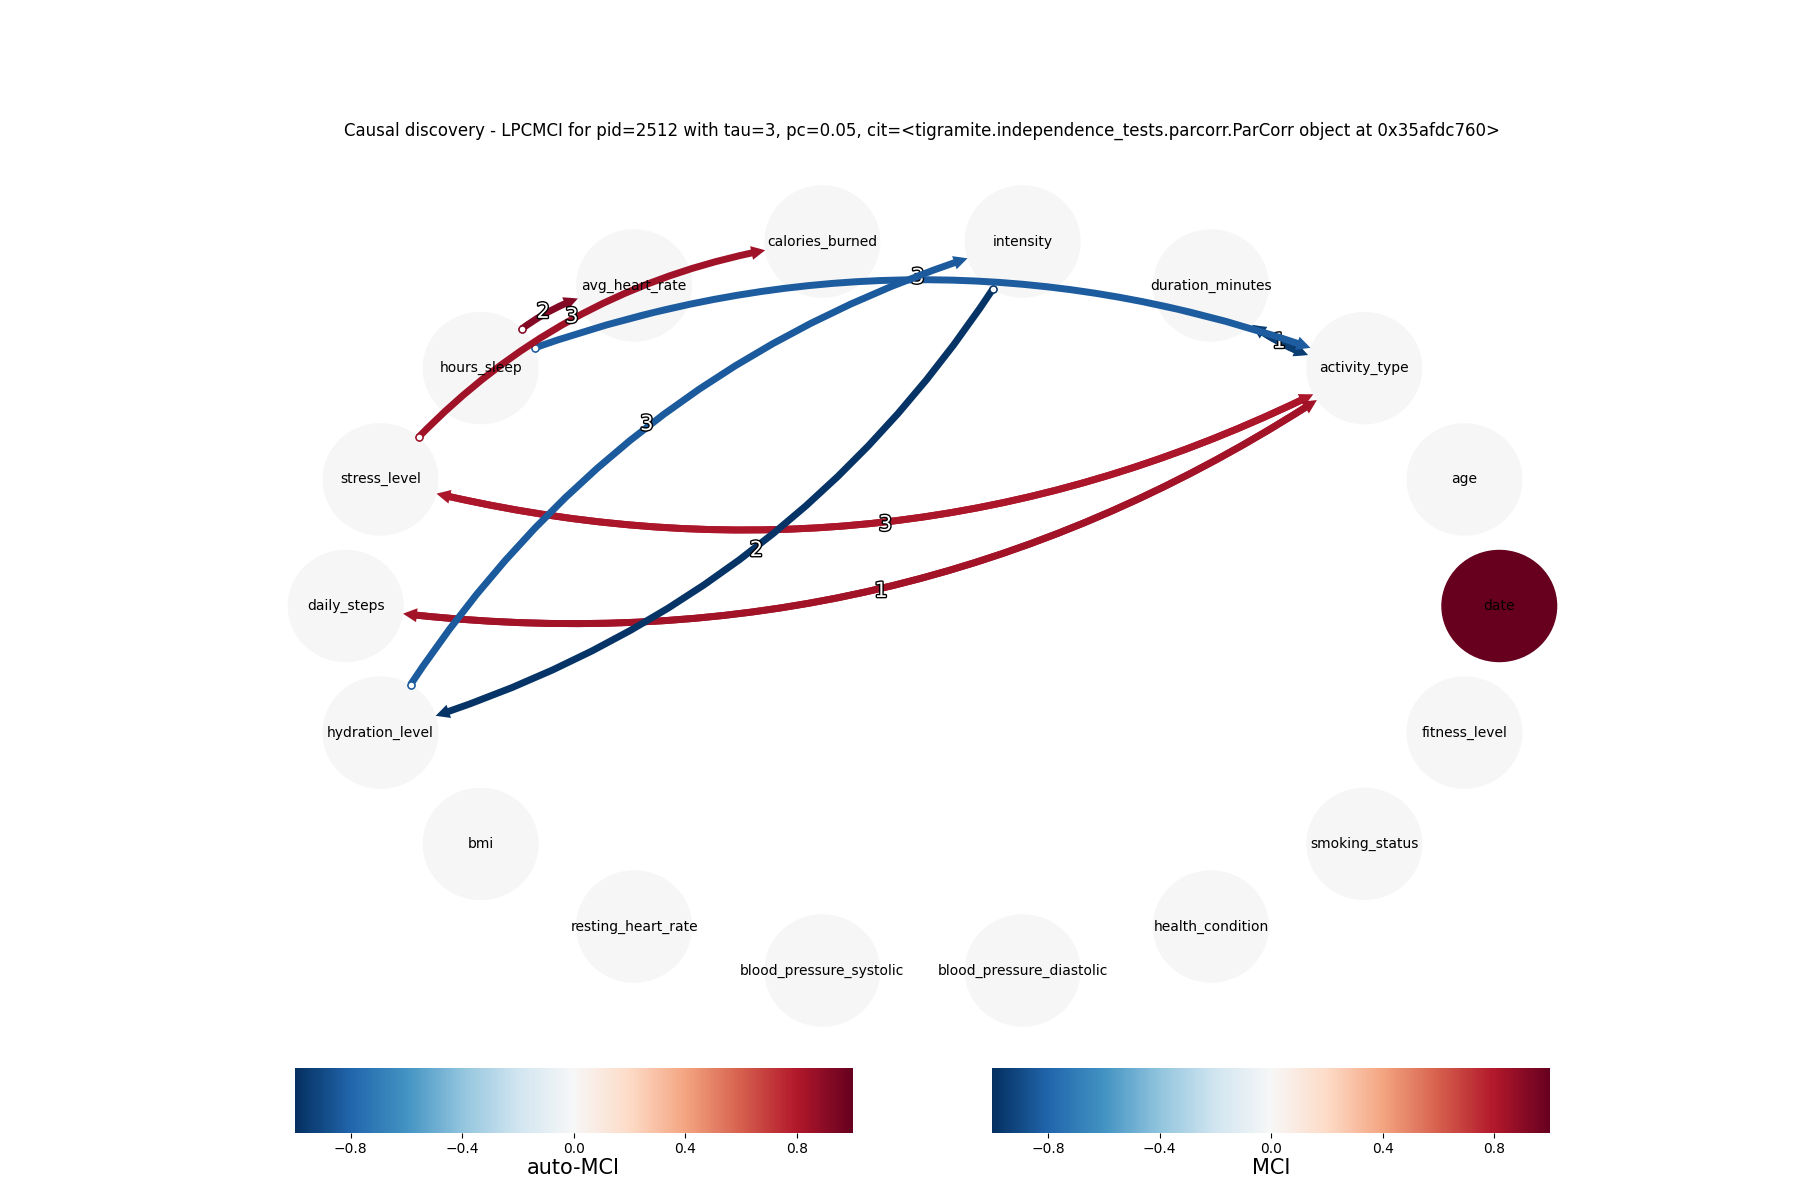 Causal discovery - LPCMCI for pid=2512 with tau=3, pc=0.05, cit=<tigramite.independence_tests.parcorr.ParCorr object at 0x35afdc760>
calories_burned
intensity
avg_heart_rate
duration_minutes
3
2
3
1
hours_sleep
activity_type
3
stress_level
age
3
2
1
daily_steps
date
hydration_level
fitness_level
bmi
smoking_status
resting_heart_rate
health_condition
blood_pressure_systolic
blood_pressure_diastolic
−0.8 −0.4 0.0 0.4 0.8
auto-MCI
−0.8 −0.4 0.0 0.4 0.8
MCI